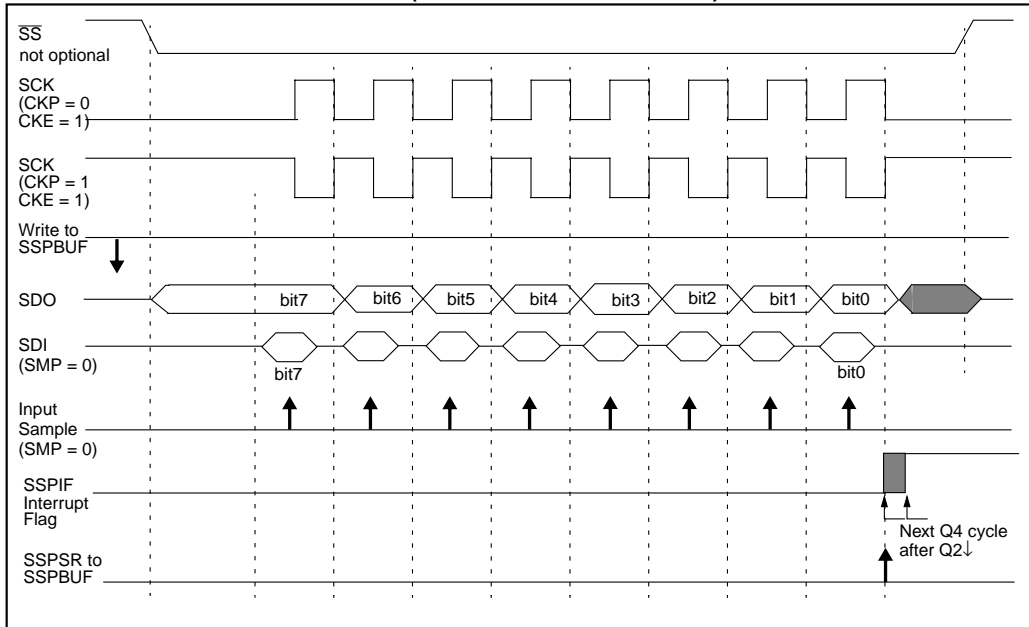 SS
not optional
SCK
(CKP = 0
CKE = 1)
SCK
(CKP = 1
CKE = 1)
Write to
SSPBUF
SDO
bit7 bit6 bit5 bit4 bit3 bit2 bit1 bit0
SDI
(SMP = 0)
bit7 bit0
Input
Sample
(SMP = 0)
SSPIF
Interrupt
Flag
Next Q4 cycle
after Q2↓
SSPSR to
SSPBUF